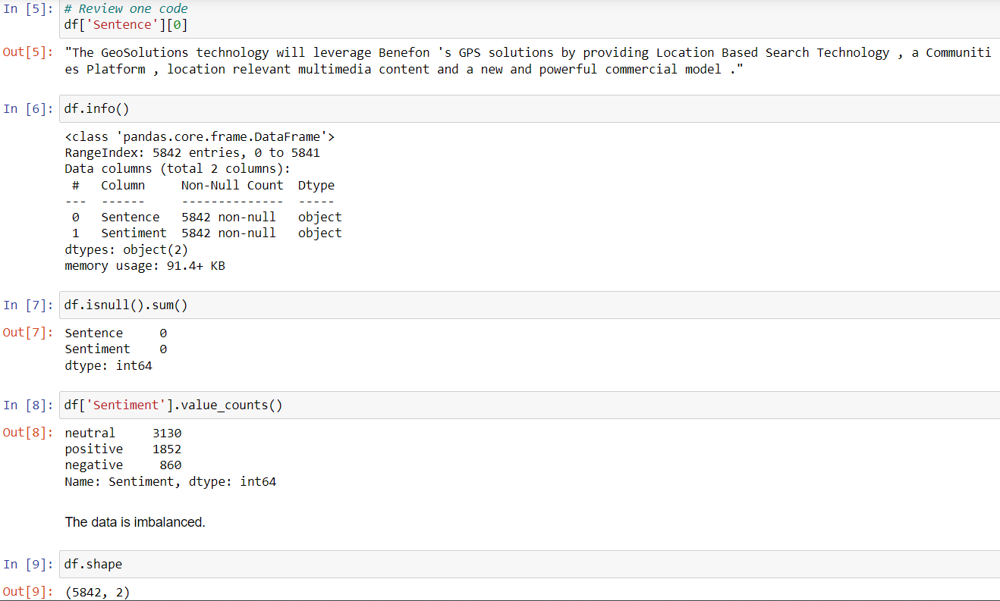 In [5]: # Review one code
df['Sentence'][0]
Out[5]: "The GeoSolutions technology will leverage Benefon 's GPS solutions by providing Location Based Search Technology , a Communiti
es Platform , location relevant multimedia content and a new and powerful commercial model ."
In [6]: df.info()
<class 'pandas.core.frame.DataFrame'>
RangeIndex: 5842 entries, 0 to 5841
Data columns (total 2 columns):
 #   Column     Non-Null Count  Dtype
---  ------     --------------  -----
 0   Sentence   5842 non-null   object
 1   Sentiment  5842 non-null   object
dtypes: object(2)
memory usage: 91.4+ KB
In [7]: df.isnull().sum()
Out[7]: Sentence     0
Sentiment    0
dtype: int64
In [8]: df['Sentiment'].value_counts()
Out[8]: neutral     3130
positive    1852
negative     860
Name: Sentiment, dtype: int64
The data is imbalanced.
In [9]: df.shape
Out[9]: (5842, 2)